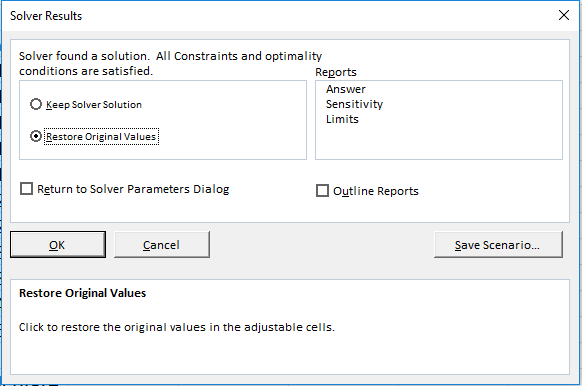 Solver Results
Solver found a solution. All Constraints and optimality
conditions are satisfied.
Keep Solver Solution
Restore Original Values
Return to Solver Parameters Dialog
Reports
Answer
Sensitivity
Limits
Outline Reports
OK
Cancel
Save Scenario...
Restore Original Values
Click to restore the original values in the adjustable cells.